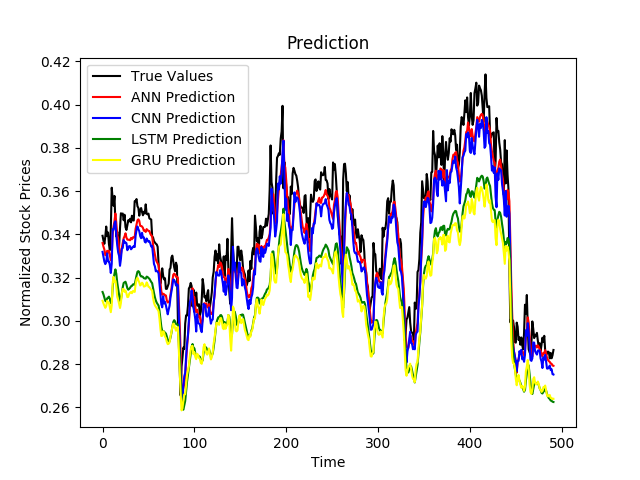 Prediction
0.42
0.40
0.38
0.36
0.34
0.32
0.30
0.28
0.26
Normalized Stock Prices
True Values
ANN Prediction
CNN Prediction
LSTM Prediction
GRU Prediction
0
100
200
300
400
500
Time